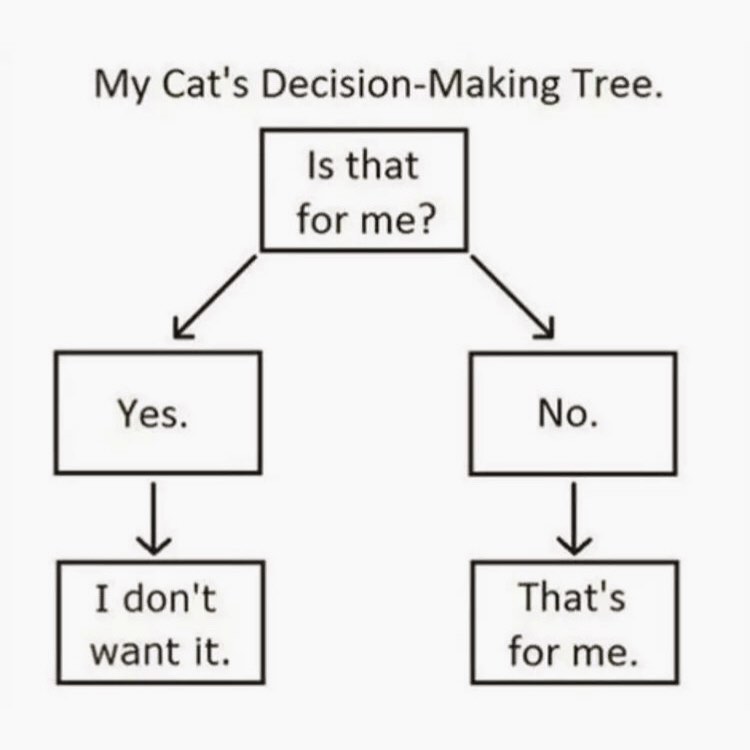 My Cat's Decision-Making Tree.
Is that
for me?
Yes.
No.
I don't
want it.
That's
for me.